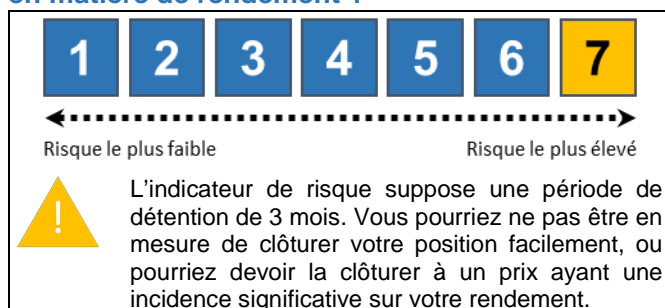 en matière de rendement ?
1 2 3 4 5 6 7
Risque le plus faible Risque le plus élevé
!
L'indicateur de risque suppose une période de
détention de 3 mois. Vous pourriez ne pas être en
mesure de clôturer votre position facilement, ou
pourriez devoir la clôturer à un prix ayant une
incidence significative sur votre rendement.